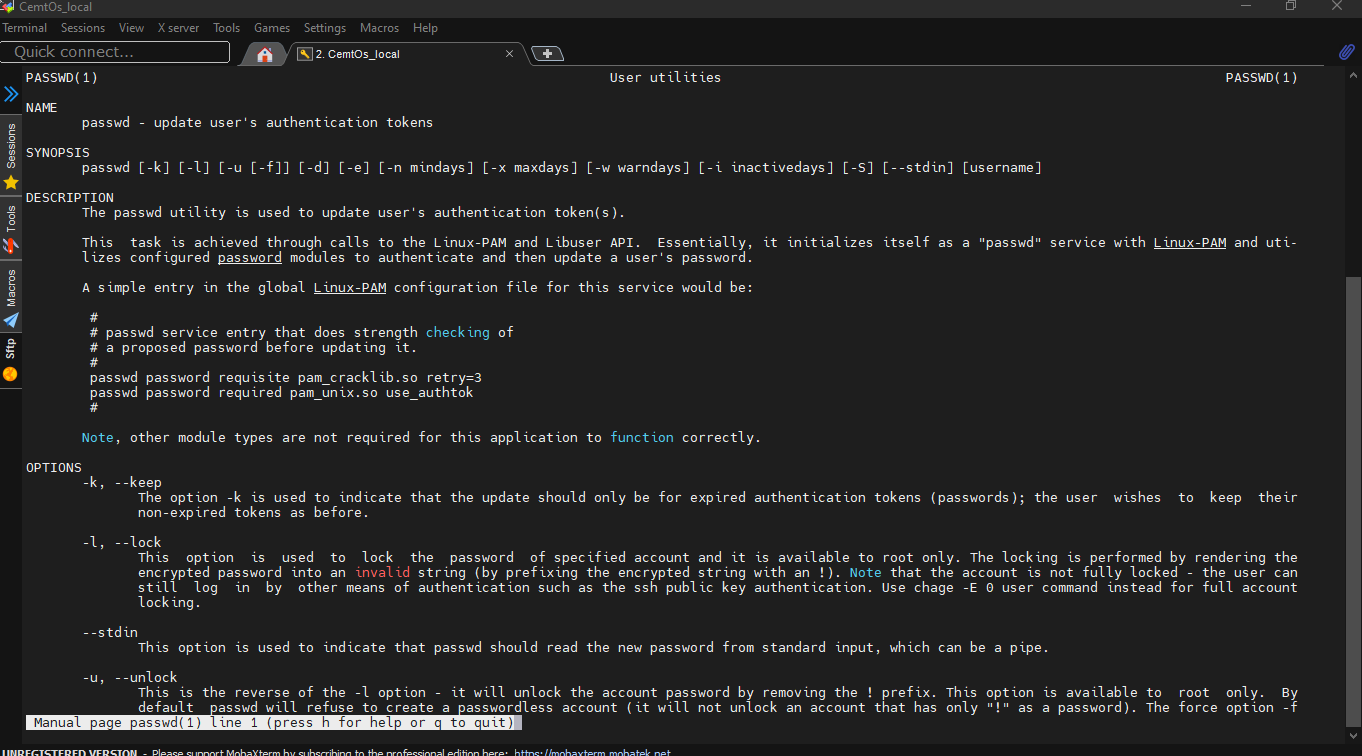 CemtOs_local
Terminal Sessions View X server Tools Games Settings Macros Help
Quick connect...
2. CemtOs_local
PASSWD(1) User utilities PASSWD(1)
NAME
passwd - update user's authentication tokens
SYNOPSIS
passwd [-k] [-l] [-u [-f]] [-d] [-e] [-n mindays] [-x maxdays] [-w warndays] [-i inactivedays] [-S] [--stdin] [username]
DESCRIPTION
The passwd utility is used to update user's authentication token(s).
This task is achieved through calls to the Linux-PAM and Libuser API. Essentially, it initializes itself as a "passwd" service with Linux-PAM and uti-
lizes configured password modules to authenticate and then update a user's password.
A simple entry in the global Linux-PAM configuration file for this service would be:
#
# passwd service entry that does strength checking of
# a proposed password before updating it.
#
passwd password requisite pam_cracklib.so retry=3
passwd password required pam_unix.so use_authtok
#
Note, other module types are not required for this application to function correctly.
OPTIONS
-k, --keep
The option -k is used to indicate that the update should only be for expired authentication tokens (passwords); the user wishes to keep their
non-expired tokens as before.
-l, --lock
This option is used to lock the password of specified account and it is available to root only. The locking is performed by rendering the
encrypted password into an invalid string (by prefixing the encrypted string with an !). Note that the account is not fully locked - the user can
still log in by other means of authentication such as the ssh public key authentication. Use chage -E 0 user command instead for full account
locking.
--stdin
This option is used to indicate that passwd should read the new password from standard input, which can be a pipe.
-u, --unlock
This is the reverse of the -l option - it will unlock the account password by removing the ! prefix. This option is available to root only. By
default passwd will refuse to create a passwordless account (it will not unlock an account that has only "!" as a password). The force option -f
Manual page passwd(1) line 1 (press h for help or q to quit)
Sessions
Tools
Macros
Sftp
UNREGISTERED VERSION - Please support MobaXterm by subscribing to the professional edition here: https://mobaxterm.mobatek.net